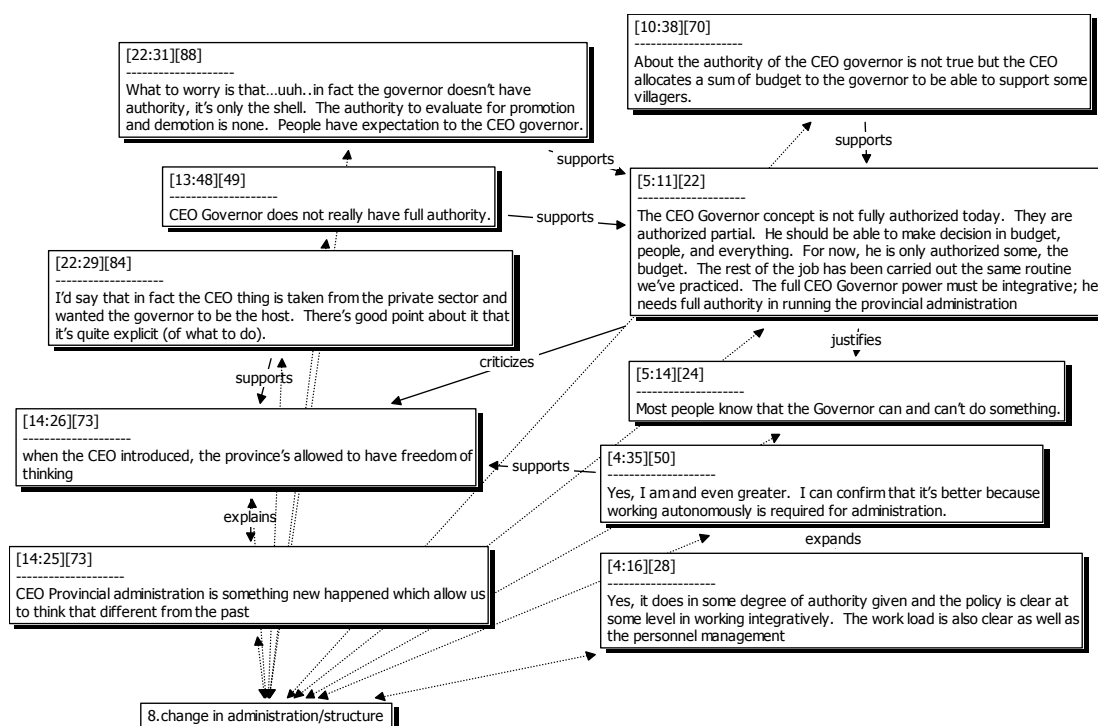 [22:31][88]
--------------------
What to worry is that...uuh..in fact the governor doesn't have
authority, it's only the shell.  The authority to evaluate for promotion
and demotion is none.  People have expectation to the CEO governor.
[10:38][70]
--------------------
About the authority of the CEO governor is not true but the CEO
allocates a sum of budget to the governor to be able to support some
villagers.
supports
supports
[13:48][49]
--------------------
CEO Governor does not really have full authority.
supports
[5:11][22]
--------------------
The CEO Governor concept is not fully authorized today.  They are
authorized partial.  He should be able to make decision in budget,
people, and everything.  For now, he is only authorized some, the
budget.  The rest of the job has been carried out the same routine
we've practiced.  The full CEO Governor power must be integrative; he
needs full authority in running the provincial administration
[22:29][84]
--------------------
I'd say that in fact the CEO thing is taken from the private sector and
wanted the governor to be the host.  There's good point about it that
it's quite explicit (of what to do).
justifies
criticizes
supports
[5:14][24]
--------------------
Most people know that the Governor can and can't do something.
[14:26][73]
--------------------
when the CEO introduced, the province's allowed to have freedom of
thinking
supports
[4:35][50]
--------------------
Yes, I am and even greater.  I can confirm that it's better because
working autonomously is required for administration.
explains
expands
[14:25][73]
--------------------
CEO Provincial administration is something new happened which allow us
to think that different from the past
[4:16][28]
--------------------
Yes, it does in some degree of authority given and the policy is clear at
some level in working integratively.  The work load is also clear as well as
the personnel management
8.change in administration/structure